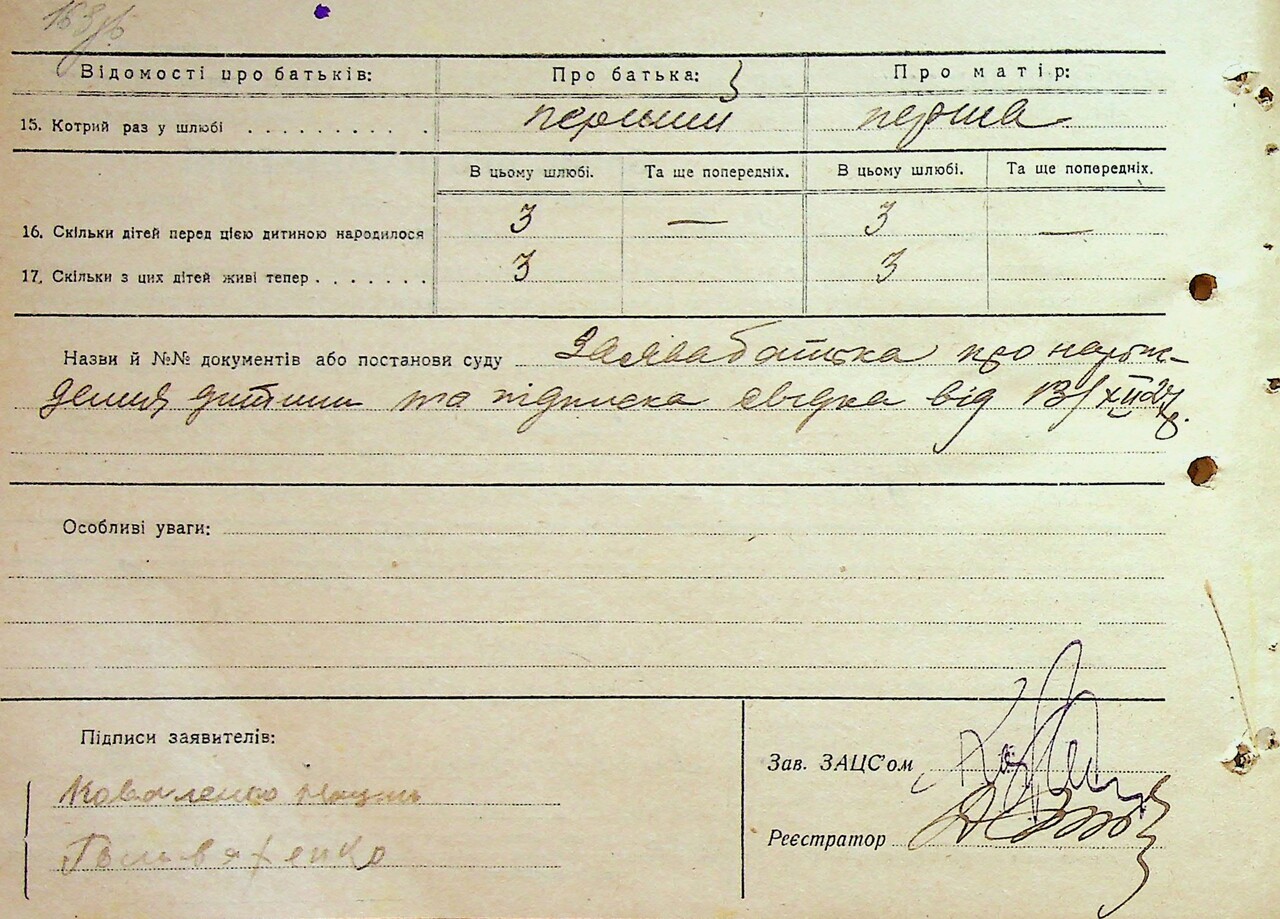 Відомості про батьків: Про батька: Про матір:
15. Котрий раз у шлюбі . . . . . . . . . . перший перша
В цьому шлюбі. Та ще попередніх. В цьому шлюбі. Та ще попередніх.
16. Скільки дітей перед цією дитиною народилося 3 — 3 —
17. Скільки з цих дітей живі тепер . . . . . . . 3 3
Назви й №№ документів або постанови суду Заява батька про нарож-
дення дитини та підписка свідка від 13/XII 27 р.
Особливі уваги:
Підписи заявителів:
Зав. ЗАЦС'ом
Коваленко
Реєстратор